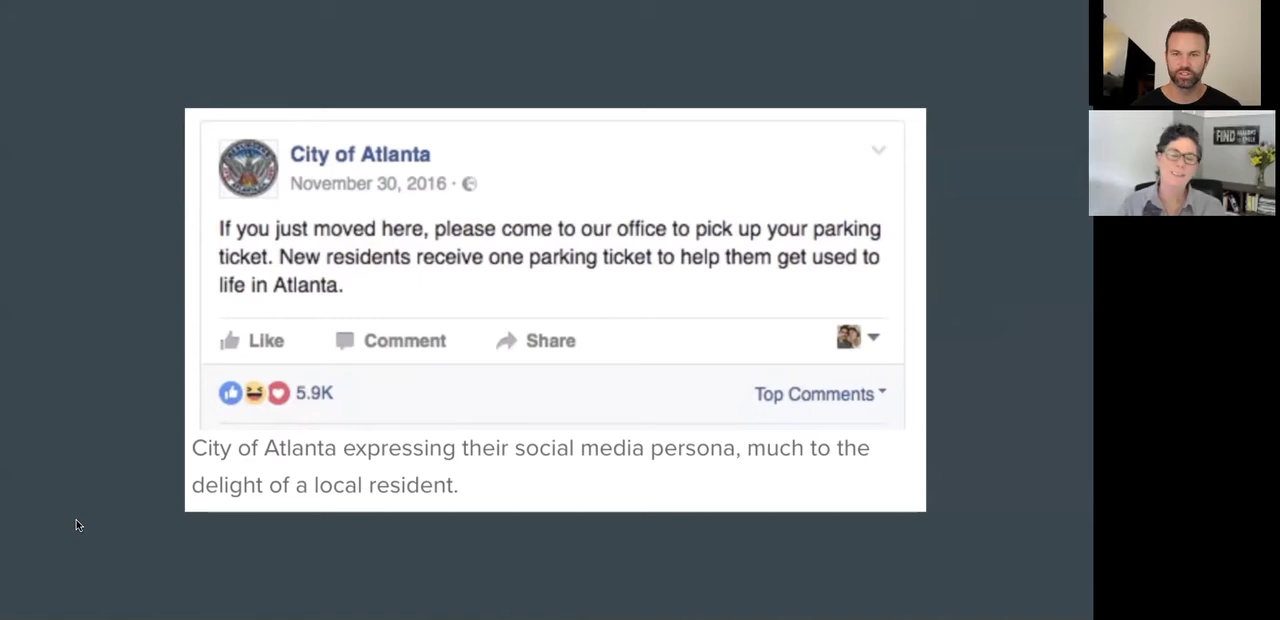 City of Atlanta
November 30, 2016 ·
If you just moved here, please come to our office to pick up your parking
ticket. New residents receive one parking ticket to help them get used to
life in Atlanta.
Like Comment Share
5.9K Top Comments
City of Atlanta expressing their social media persona, much to the
delight of a local resident.
FIND